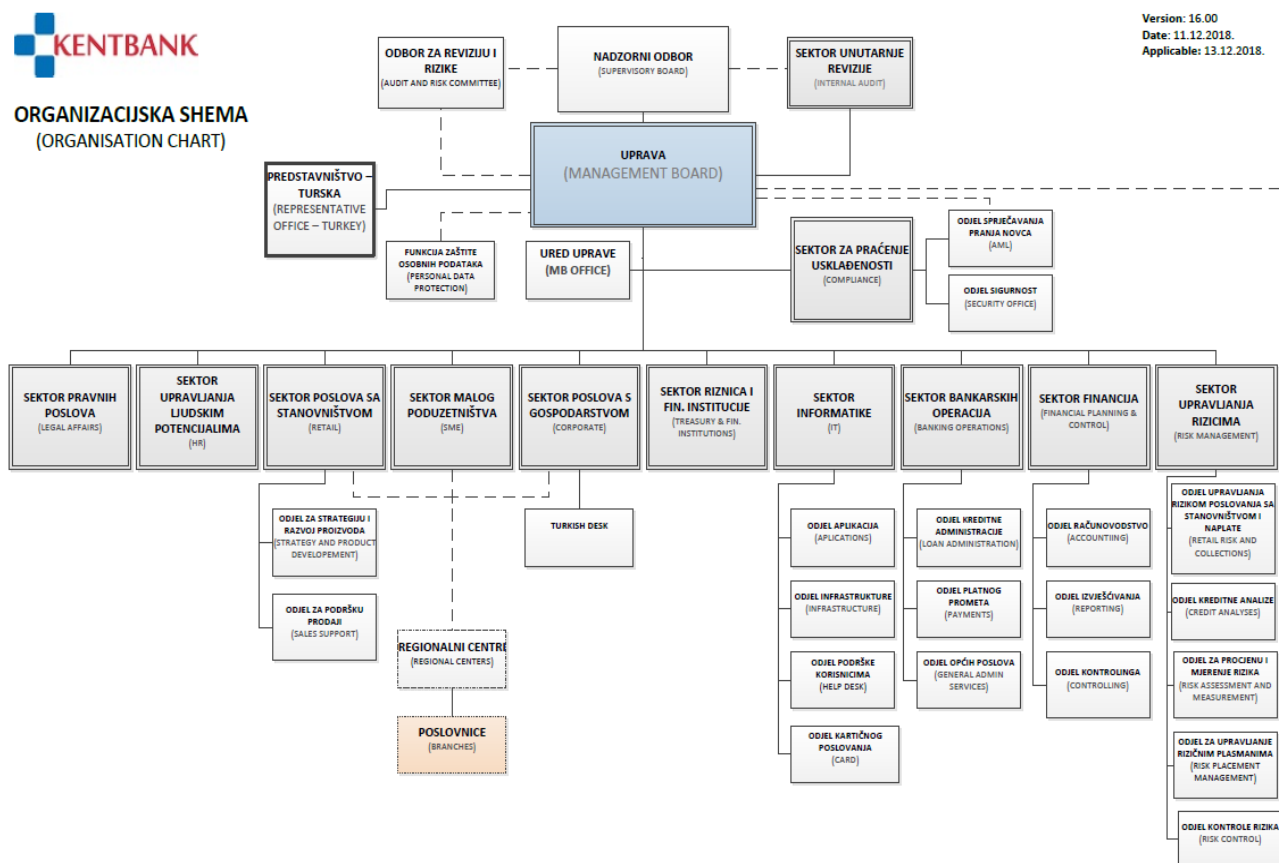 KENTBANK
ORGANIZACIJSKA SHEMA
(ORGANISATION CHART)
Version: 16.00
Date: 11.12.2018.
Applicable: 13.12.2018.
ODBOR ZA REVIZIJU I
RIZIKE
(AUDIT AND RISK COMMITTEE)
NADZORNI ODBOR
(SUPERVISORY BOARD)
SEKTOR UNUTARNJE
REVIZIJE
(INTERNAL AUDIT)
UPRAVA
(MANAGEMENT BOARD)
PREDSTAVNIŠTVO –
TURSKA
(REPRESENTATIVE
OFFICE – TURKEY)
FUNKCIJA ZAŠTITE
OSOBNIH PODATAKA
(PERSONAL DATA
PROTECTION)
URED UPRAVE
(MB OFFICE)
SEKTOR ZA PRAĆENJE
USKLAĐENOSTI
(COMPLIANCE)
ODJEL SPRJEČAVANJA
PRANJA NOVCA
(AML)
ODJEL SIGURNOST
(SECURITY OFFICE)
SEKTOR PRAVNIH
POSLOVA
(LEGAL AFFAIRS)
SEKTOR
UPRAVLJANJA
LJUDSKIM
POTENCIJALIMA
(HR)
SEKTOR POSLOVA SA
STANOVNIŠTVOM
(RETAIL)
SEKTOR MALOG
PODUZETNIŠTVA
(SME)
SEKTOR POSLOVA S
GOSPODARSTVOM
(CORPORATE)
SEKTOR RIZNICA I
FIN. INSTITUCIJE
(TREASURY & FIN.
INSTITUTIONS)
SEKTOR
INFORMATIKE
(IT)
SEKTOR BANKARSKIH
OPERACIJA
(BANKING OPERATIONS)
SEKTOR FINANCIJA
(FINANCIAL PLANNING &
CONTROL)
SEKTOR
UPRAVLJANJA
RIZICIMA
(RISK MANAGEMENT)
ODJEL ZA STRATEGIJU I
RAZVOJ PROIZVODA
(STRATEGY AND PRODUCT
DEVELOPEMENT)
ODJEL ZA PODRŠKU
PRODAJI
(SALES SUPPORT)
REGIONALNI CENTRI
(REGIONAL CENTERS)
POSLOVNICE
(BRANCHES)
TURKISH DESK
ODJEL APLIKACIJA
(APLICATIONS)
ODJEL INFRASTRUKTURE
(INFRASTRUCTURE)
ODJEL PODRŠKE
KORISNICIMA
(HELP DESK)
ODJEL KARTIČNOG
POSLOVANJA
(CARD)
ODJEL KREDITNE
ADMINISTRACIJE
(LOAN ADMINISTRATION)
ODJEL PLATNOG
PROMETA
(PAYMENTS)
ODJEL OPĆIH POSLOVA
(GENERAL ADMIN
SERVICES)
ODJEL RAČUNOVODSTVO
(ACCOUNTIING)
ODJEL IZVJEŠĆIVANJA
(REPORTING)
ODJEL KONTROLINGA
(CONTROLLING)
ODJEL UPRAVLJANJA
RIZIKOM POSLOVANJA SA
STANOVNIŠTVOM I
NAPLATE
(RETAIL RISK AND
COLLECTIONS)
ODJEL KREDITNE ANALIZE
(CREDIT ANALYSES)
ODJEL ZA PROCJENU I
MJERENJE RIZIKA
(RISK ASSESSMENT AND
MEASUREMENT)
ODJEL ZA UPRAVLJANJE
RIZIČNIM PLASMANIMA
(RISK PLACEMENT
MANAGEMENT)
ODJEL KONTROLE RIZIKA
(RISK CONTROL)